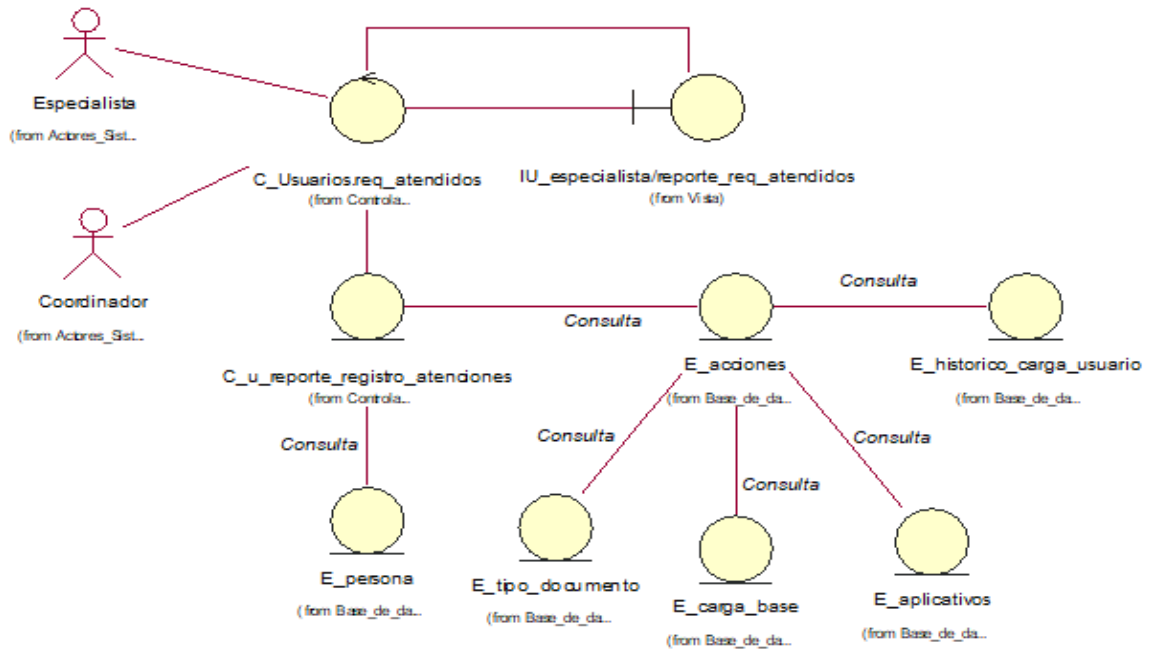 Especialista
(from Actores_Sist...
C_Usuarios.req_atendidos
(from Controla...
IU_especialista/reporte_req_atendidos
(from Vista)
Coordinador
(from Actores_Sist...
Consulta
Consulta
C_u_reporte_registro_atenciones
(from Controla...
E_acciones
(from Base_de_da...
E_historico_carga_usuario
(from Base_de_da...
Consulta
Consulta
Consulta
Consulta
E_persona
(from Base_de_da...
E_tipo_documento
(from Base_de_da...
E_carga_base
(from Base_de_da...
E_aplicativos
(from Base_de_da...